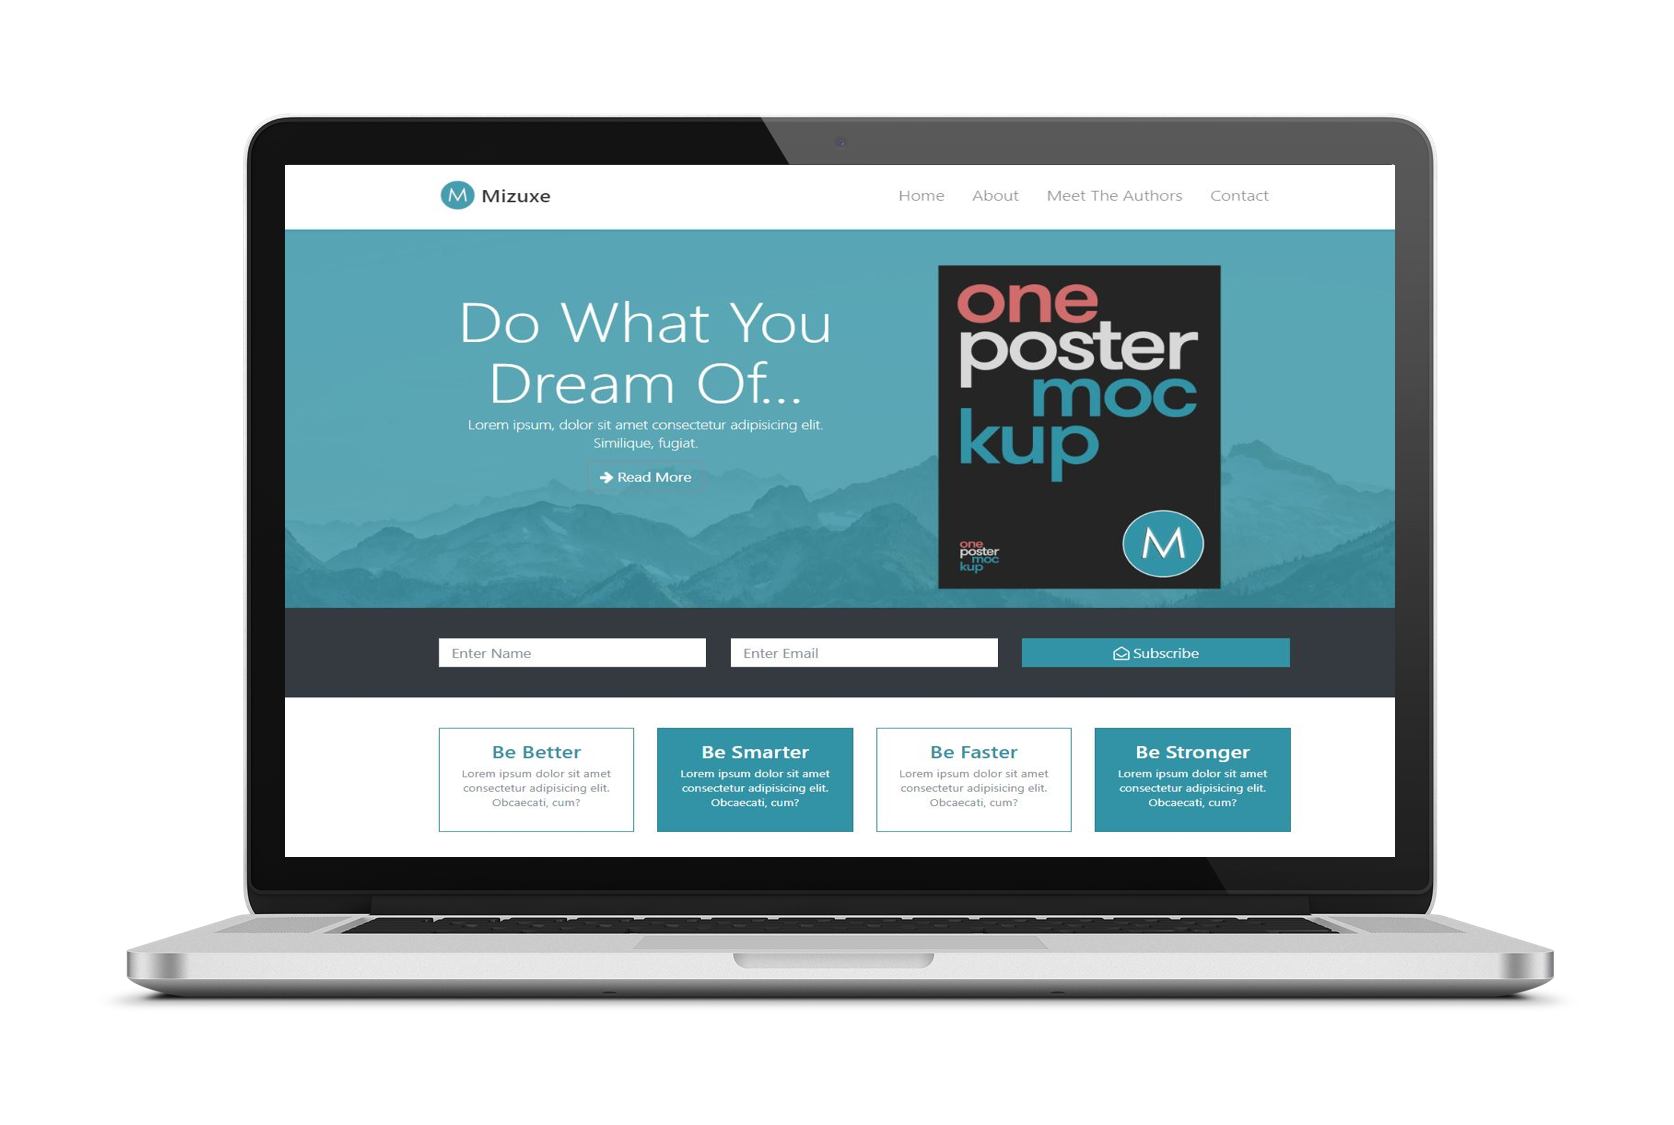 M Mizuxe
Home About Meet The Authors Contact
Do What You
Dream Of...
Lorem ipsum, dolor sit amet consectetur adipisicing elit.
Similique, fugiat.
Read More
one
poster
moc
kup
one
poster
moc
kup
M
Enter Name
Enter Email
Subscribe
Be Better
Lorem ipsum dolor sit amet
consectetur adipisicing elit.
Obcaecati, cum?
Be Smarter
Lorem ipsum dolor sit amet
consectetur adipisicing elit.
Obcaecati, cum?
Be Faster
Lorem ipsum dolor sit amet
consectetur adipisicing elit.
Obcaecati, cum?
Be Stronger
Lorem ipsum dolor sit amet
consectetur adipisicing elit.
Obcaecati, cum?